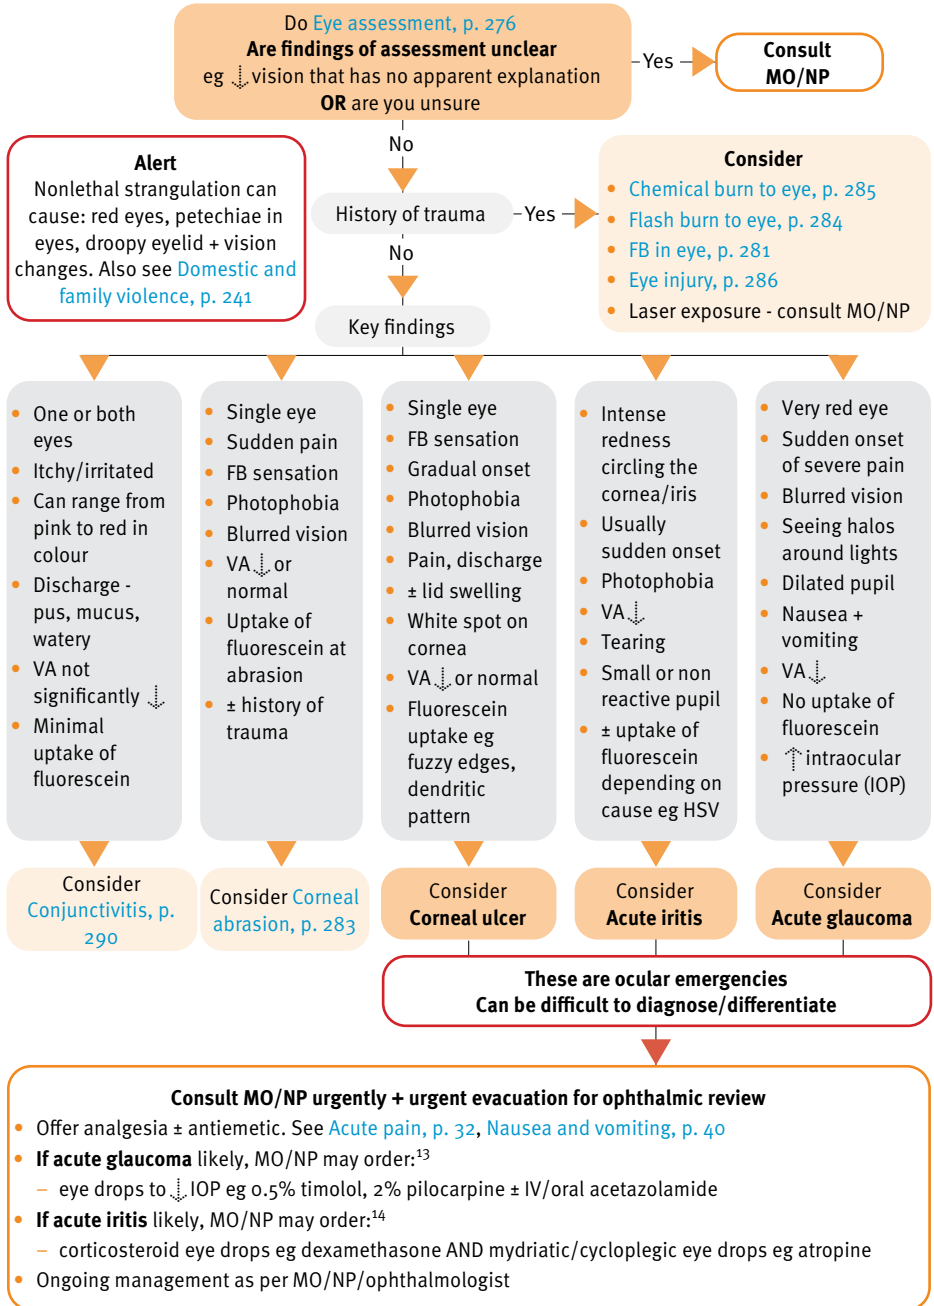 Do Eye assessment, p. 276
Are findings of assessment unclear
eg ↓ vision that has no apparent explanation
OR are you unsure
Yes
Consult
MO/NP
No
Alert
Nonlethal strangulation can
cause: red eyes, petechiae in
eyes, droopy eyelid + vision
changes. Also see Domestic and
family violence, p. 241
History of trauma
Yes
Consider
• Chemical burn to eye, p. 285
• Flash burn to eye, p. 284
• FB in eye, p. 281
• Eye injury, p. 286
• Laser exposure - consult MO/NP
No
Key findings
• One or both
eyes
• Itchy/irritated
• Can range from
pink to red in
colour
• Discharge -
pus, mucus,
watery
• VA not
significantly ↓
• Minimal
uptake of
fluorescein
• Single eye
• Sudden pain
• FB sensation
• Photophobia
• Blurred vision
• VA ↓ or
normal
• Uptake of
fluorescein at
abrasion
• ± history of
trauma
• Single eye
• FB sensation
• Gradual onset
• Photophobia
• Blurred vision
• Pain, discharge
• ± lid swelling
• White spot on
cornea
• VA ↓ or normal
• Fluorescein
uptake eg
fuzzy edges,
dendritic
pattern
• Intense
redness
circling the
cornea/iris
• Usually
sudden onset
• Photophobia
• VA ↓
• Tearing
• Small or non
reactive pupil
• ± uptake of
fluorescein
depending on
cause eg HSV
• Very red eye
• Sudden onset
of severe pain
• Blurred vision
• Seeing halos
around lights
• Dilated pupil
• Nausea +
vomiting
• VA ↓
• No uptake of
fluorescein
• ↑ intraocular
pressure (IOP)
Consider
Conjunctivitis, p.
290
Consider Corneal
abrasion, p. 283
Consider
Corneal ulcer
Consider
Acute iritis
Consider
Acute glaucoma
These are ocular emergencies
Can be difficult to diagnose/differentiate
Consult MO/NP urgently + urgent evacuation for ophthalmic review
• Offer analgesia ± antiemetic. See Acute pain, p. 32, Nausea and vomiting, p. 40
• If acute glaucoma likely, MO/NP may order:13
– eye drops to ↓ IOP eg 0.5% timolol, 2% pilocarpine ± IV/oral acetazolamide
• If acute iritis likely, MO/NP may order:14
– corticosteroid eye drops eg dexamethasone AND mydriatic/cycloplegic eye drops eg atropine
• Ongoing management as per MO/NP/ophthalmologist